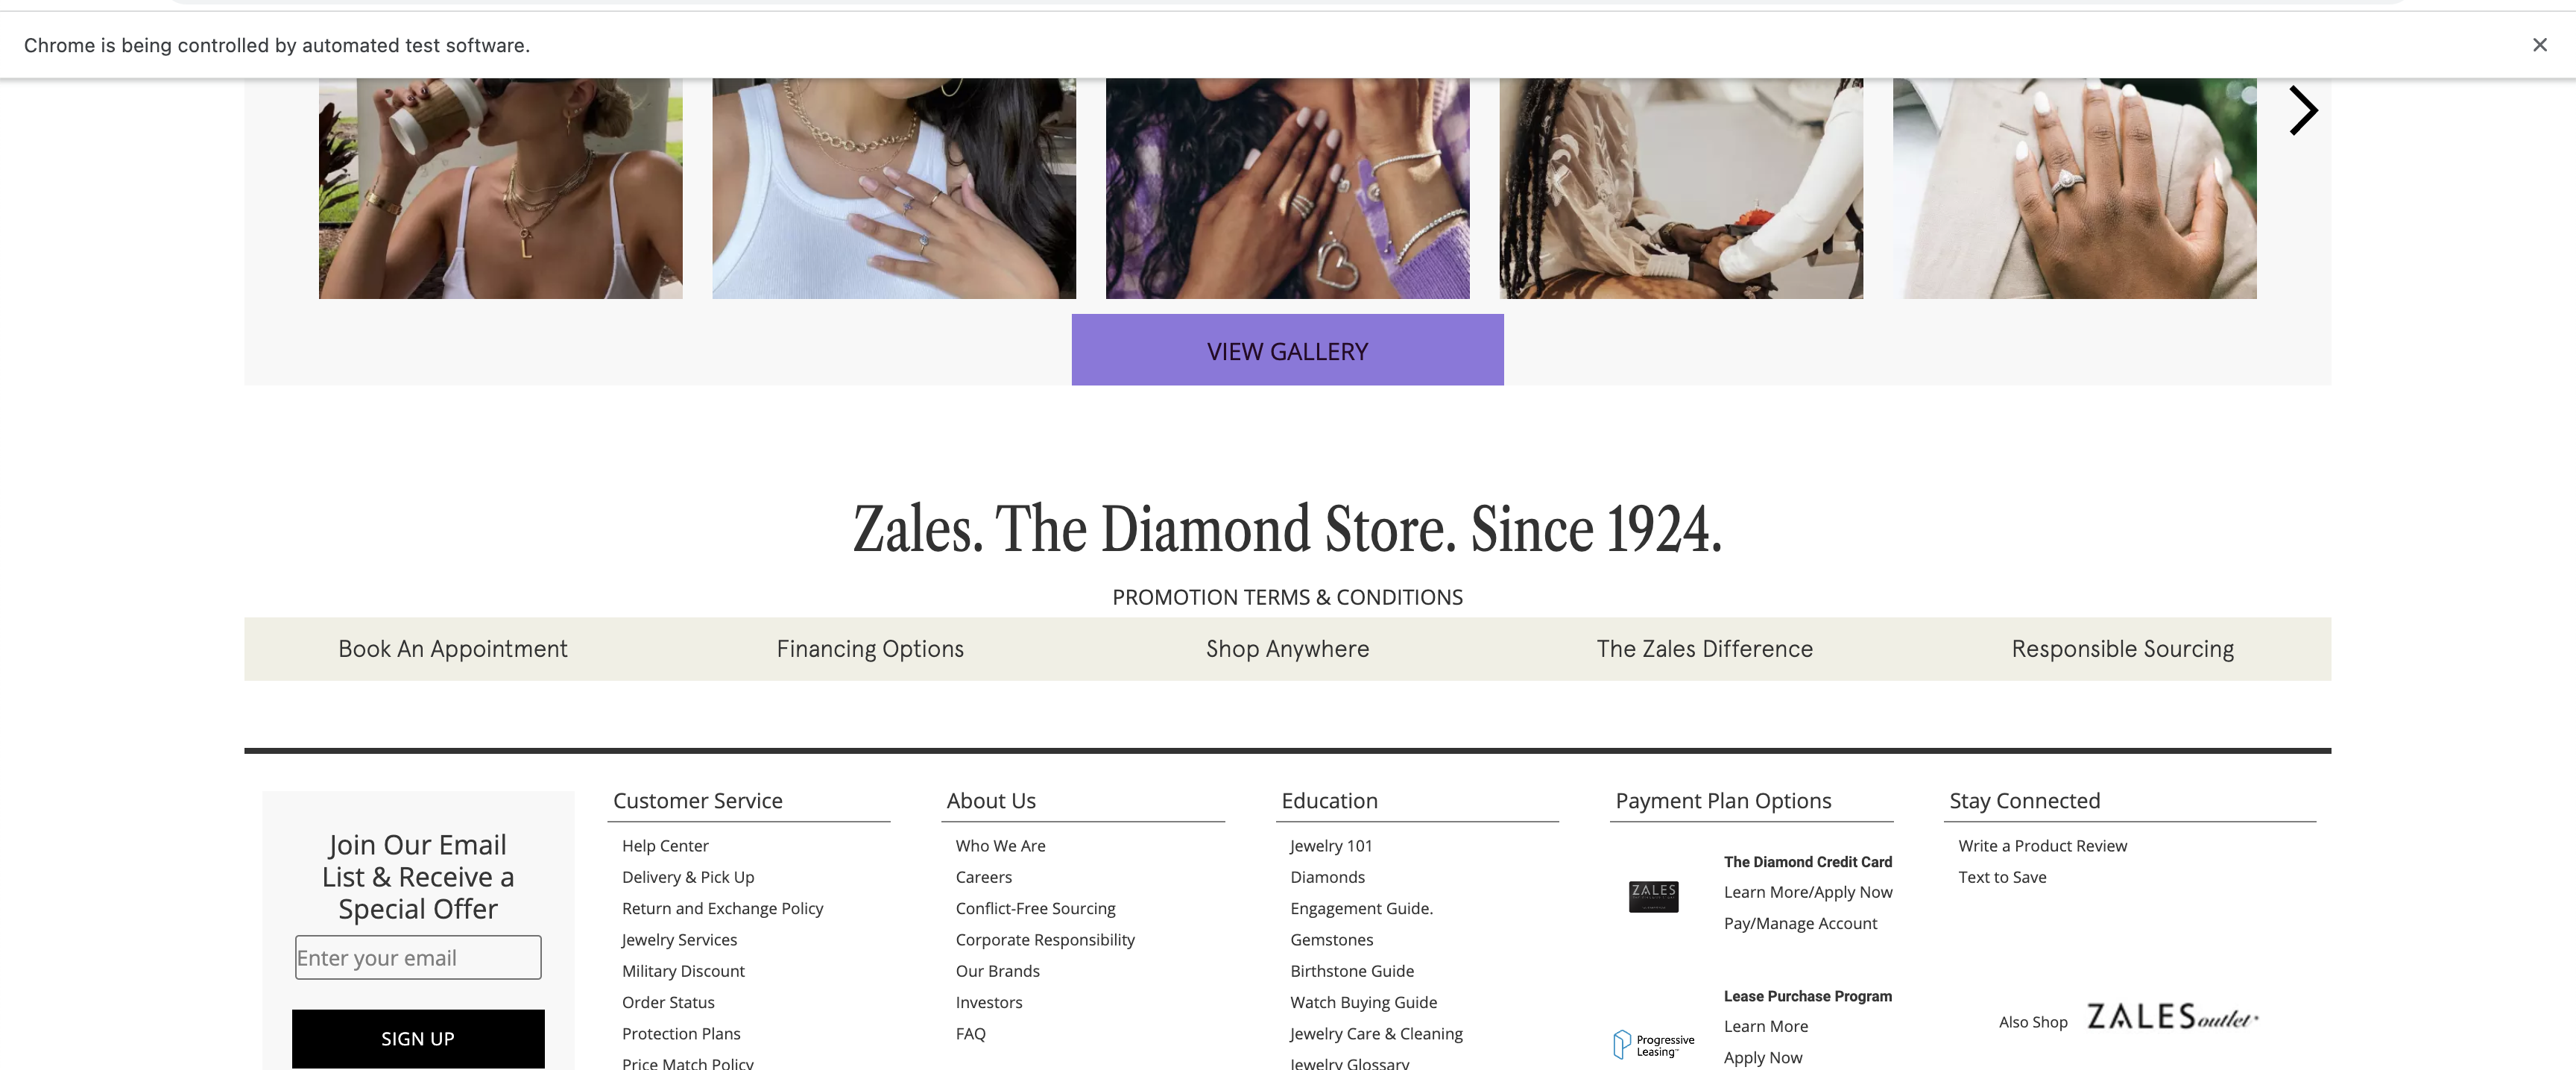 Chrome is being controlled by automated test software.
L
VIEW GALLERY
Zales. The Diamond Store. Since 1924.
PROMOTION TERMS & CONDITIONS
Book An Appointment
Financing Options
Shop Anywhere
The Zales Difference
Responsible Sourcing
Join Our Email
List & Receive a
Special Offer
Enter your email
SIGN UP
Customer Service
Help Center
Delivery & Pick Up
Return and Exchange Policy
Jewelry Services
Military Discount
Order Status
Protection Plans
Price Match Policy
About Us
Who We Are
Careers
Conflict-Free Sourcing
Corporate Responsibility
Our Brands
Investors
FAQ
Education
Jewelry 101
Diamonds
Engagement Guide.
Gemstones
Birthstone Guide
Watch Buying Guide
Jewelry Care & Cleaning
Jewelry Glossary
Payment Plan Options
ZALES
The Diamond Credit Card
Learn More/Apply Now
Pay/Manage Account
Progressive
Leasing™
Lease Purchase Program
Learn More
Apply Now
Stay Connected
Write a Product Review
Text to Save
Also Shop
ZALES outlet